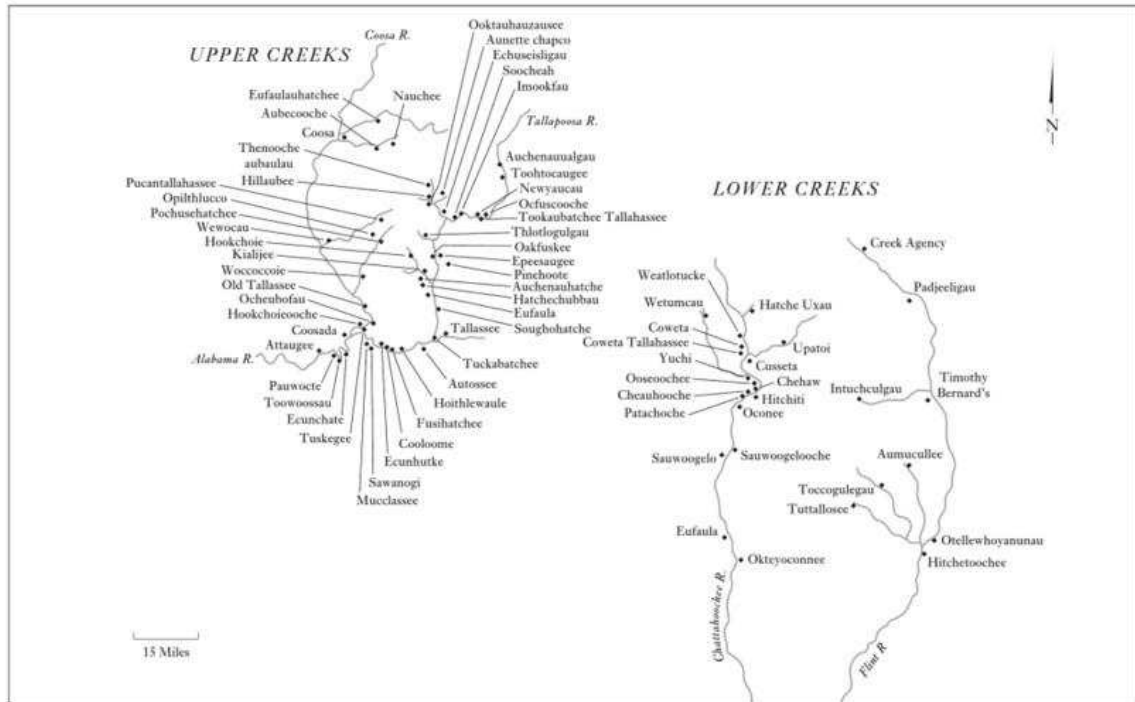 UPPER CREEKS
Coosa R.
Ooktauhauzausee
Aunette chapco
Echuseisligau
Soocheah
Imookfau
Eufaulauhatchee
Nauchee
Aubecooche
Coosa
Tallapoosa R.
Thenooche
aubaulau
Hillaubee
Auchenauualgau
Toohtocaugee
Newyaucau
Ocfuscooche
Tookaubatchee Tallahassee
Pucantallahassee
Opilthlucco
Pochusehatchee
Wewocau
Hookchoie
Kialijee
Woccoccoie
Old Tallassee
Ocheubofau
Hookchoieooche
Coosada
Attaugee
Alabama R.
Thlotlogulgau
Oakfuskee
Epeesaugee
Pinehoote
Auchenauhatche
Hatchechubbau
Eufaula
Soughohatche
Tallassee
Tuckabatchee
Autossee
Hoithlewaule
Fusihatchee
Cooloome
Ecunhutke
Sawanogi
Mucclassee
Pauwocte
Toowoossau
Ecunchate
Tuskegee
15 Miles
N
LOWER CREEKS
Creek Agency
Padjeeligau
Weatlotucke
Wetumcau
Hatche Uxau
Coweta
Coweta Tallahassee
Upatoi
Yuchi
Cusseta
Ooseoochee
Chehaw
Cheauhooche
Hitchiti
Patachoche
Oconee
Intuchculgau
Timothy
Bernard's
Sauwoogelo
Sauwoogelooche
Aumucullee
Toccogulegau
Tuttallosee
Eufaula
Okteyoconnee
Otellewhoyanunau
Hitchetoochee
Chattahoochee R.
Flint R